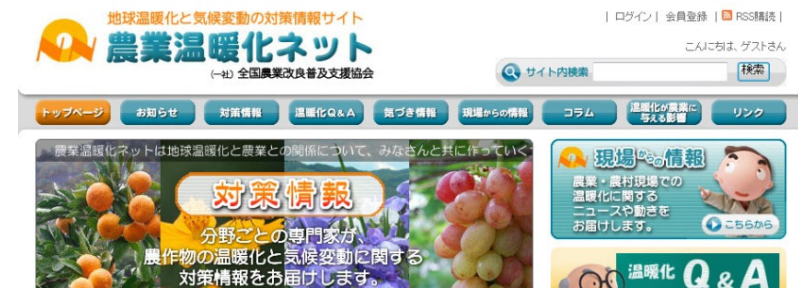 地球温暖化と気候変動の対策情報サイト
農業温暖化ネット
(一社) 全国農業改良普及支援協会
| ログイン | 会員登録 | RSS購読 |
こんにちは、ゲストさん
サイト内検索 検索
トップページ お知らせ 対策情報 温暖化Q&A 気づき情報 現場からの情報 コラム 温暖化が農業に与える影響 リンク
農業温暖化ネットは地球温暖化と農業との関係について、みなさんと共に作っていく
対策情報
分野ごとの専門家が、
農作物の温暖化と気候変動に関する
対策情報をお届けします。
現場からの情報
農業・農村現場での
温暖化に関する
ニュースや動きを
お届けします。
こちらから
温暖化 Q & A